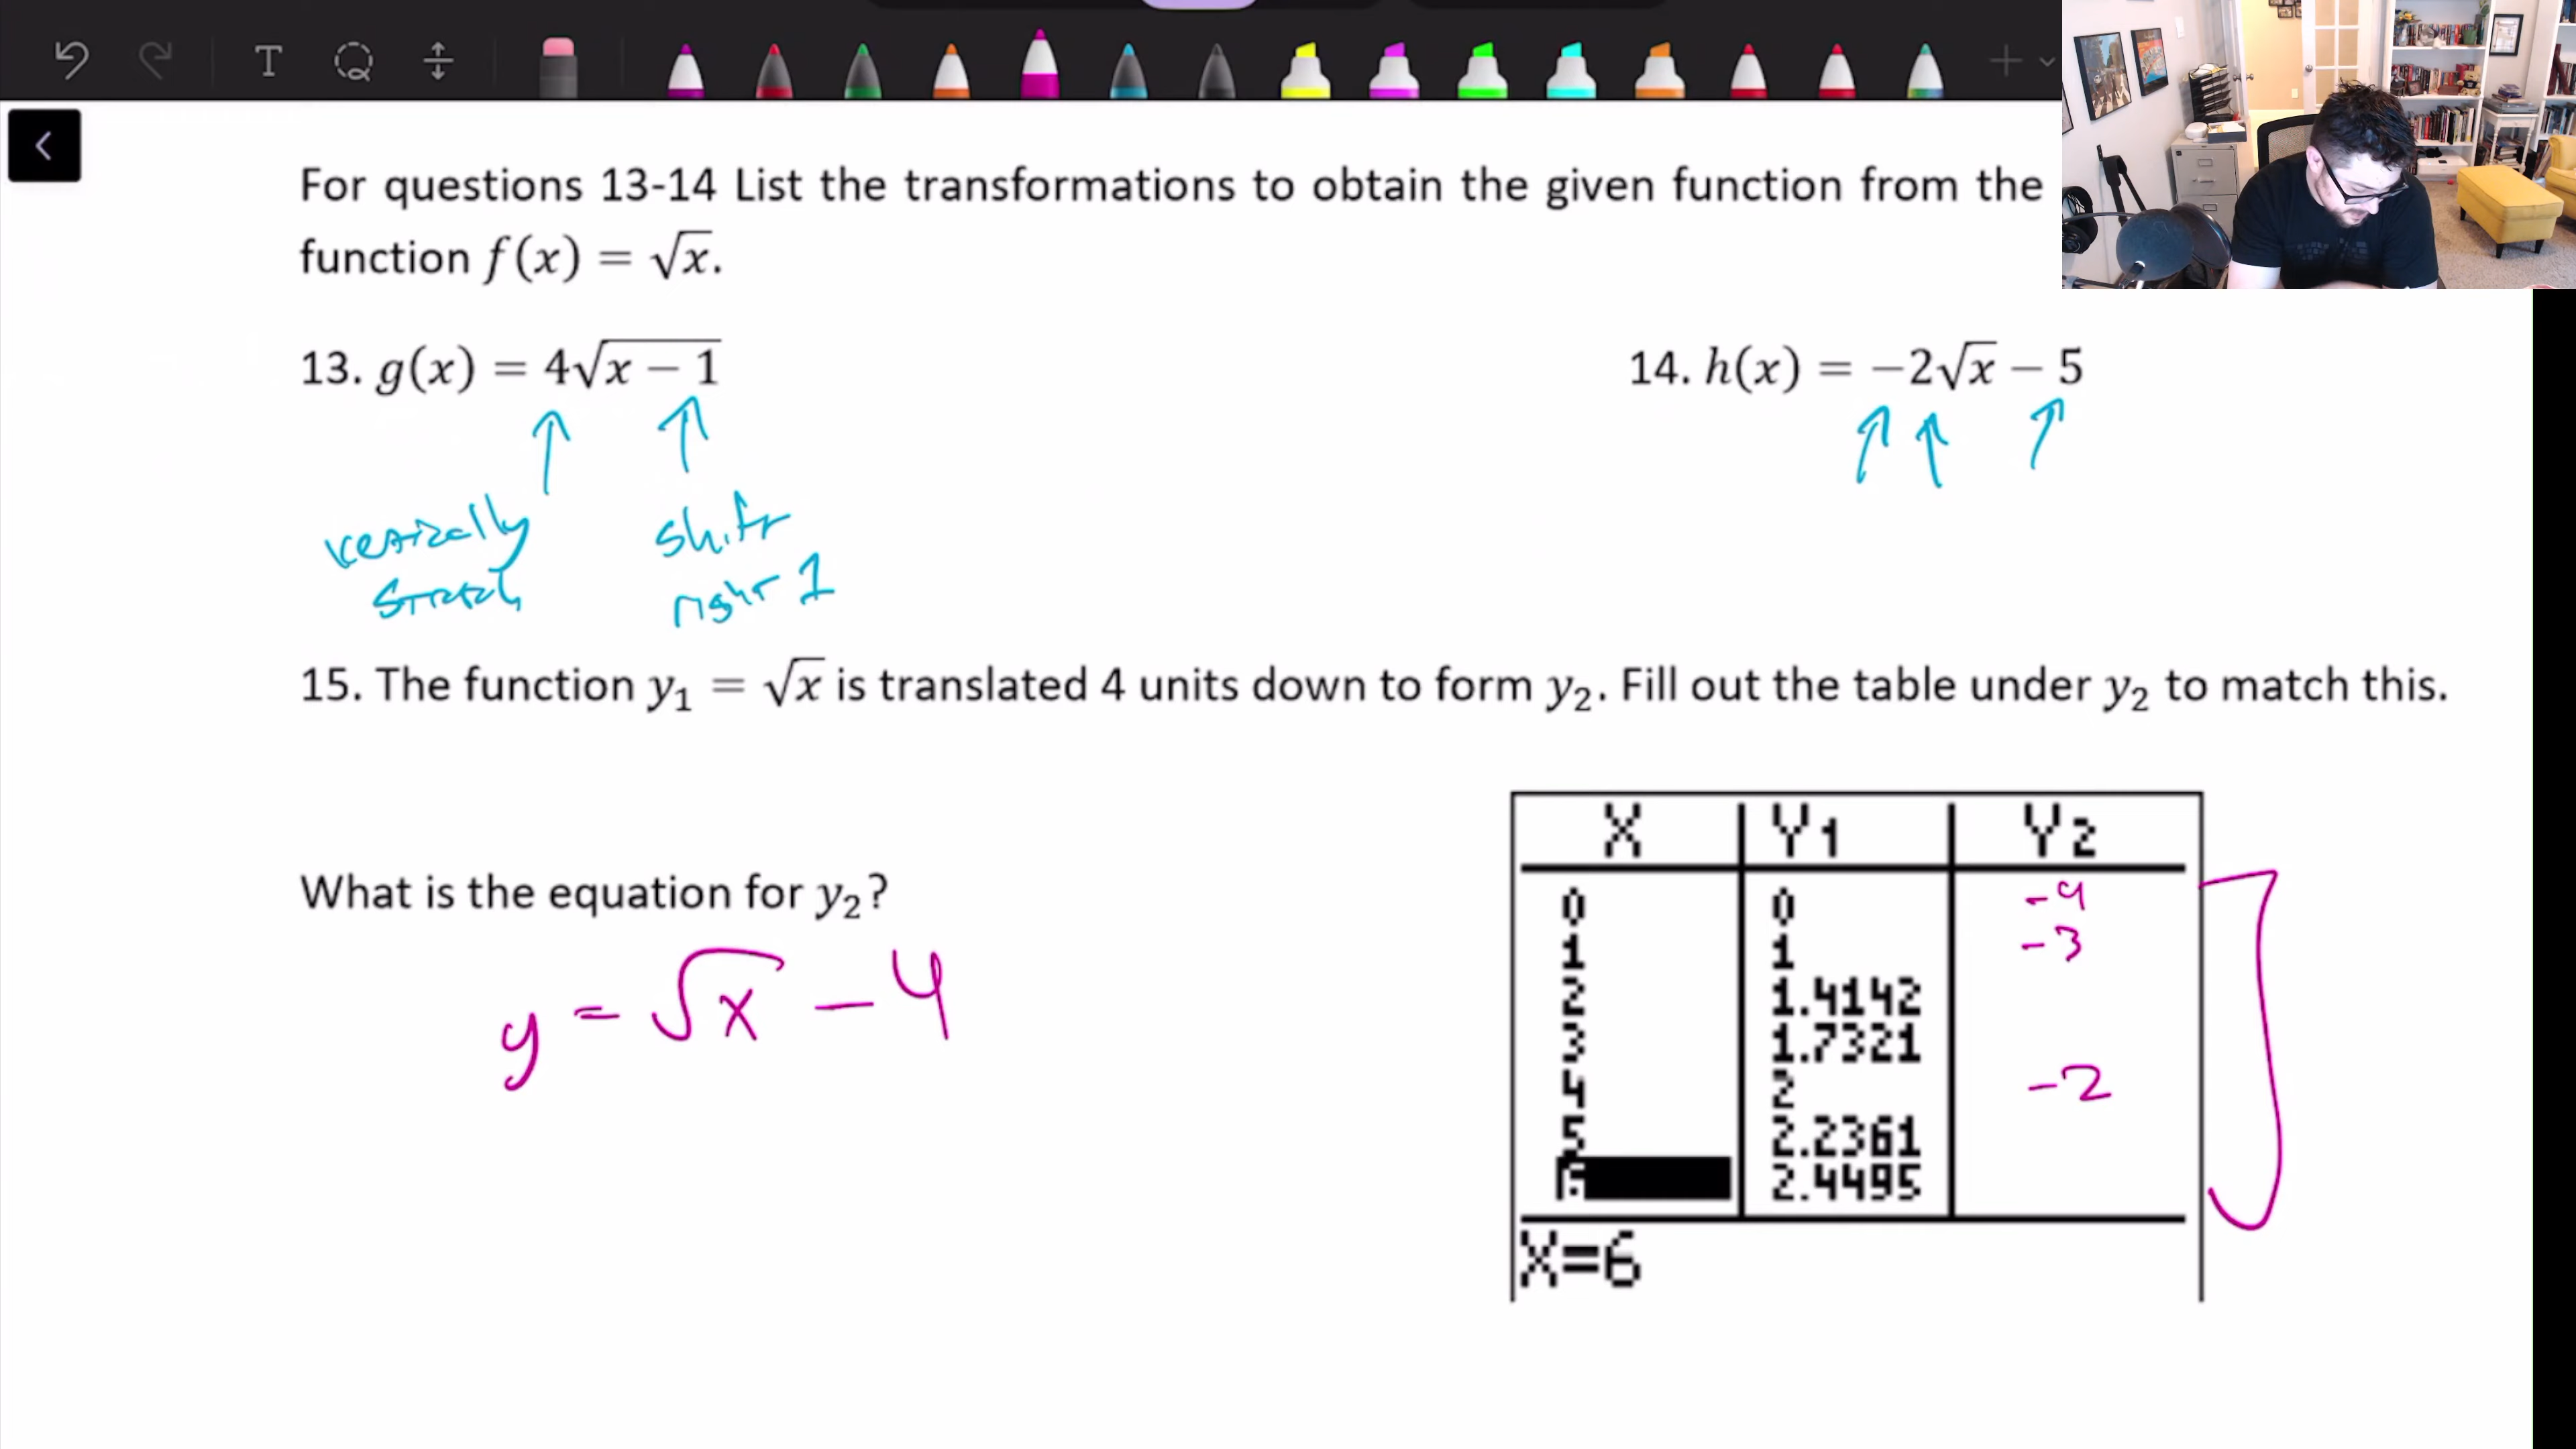 T
For questions 13-14 List the transformations to obtain the given function from the
function f(x) = √x.
13. g(x) = 4√(x − 1)
14. h(x) = −2√x − 5
vertically
stretch
shift
right 1
15. The function y₁ = √x is translated 4 units down to form y₂. Fill out the table under y₂ to match this.
What is the equation for y₂?
y = √x − 4
X Y1 Y2
0 0 -4
1 1 -3
2 1.4142
3 1.7321
4 2 -2
5 2.2361
2.4495
X=6